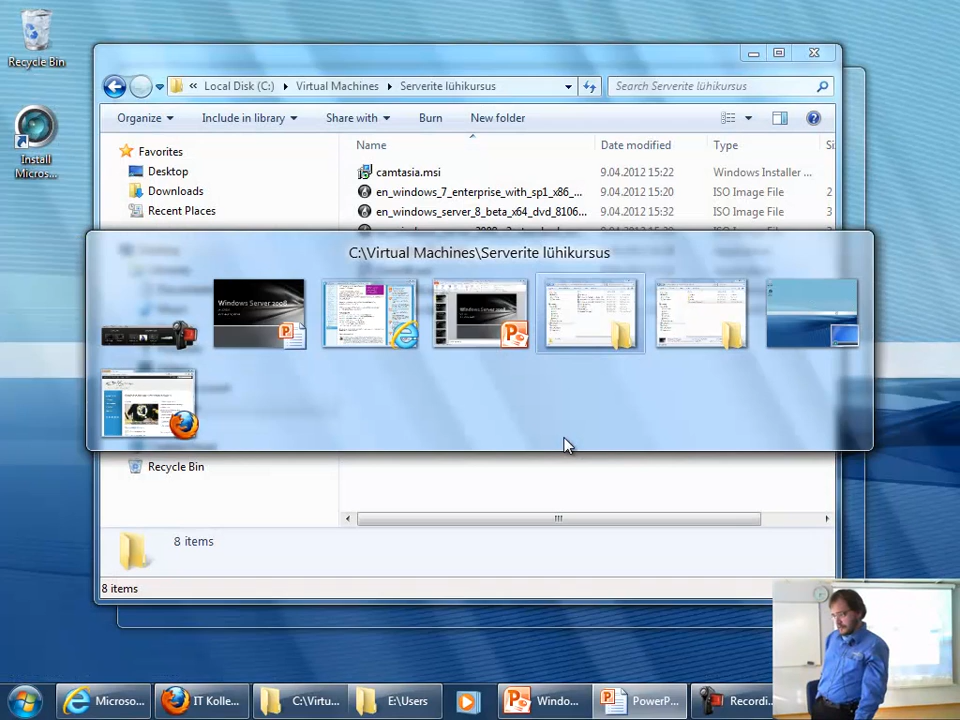 Recycle Bin
Install
Micros...
« Local Disk (C:) Virtual Machines Serverite lühikursus
Search Serverite lühikursus
Organize Include in library Share with Burn New folder
Favorites
Desktop
Downloads
Recent Places
Name Date modified Type Si
camtasia.msi 9.04.2012 15:22 Windows Installer ...
en_windows_7_enterprise_with_sp1_x86_... 9.04.2012 15:20 ISO Image File 2
en_windows_server_8_beta_x64_dvd_8106... 9.04.2012 15:32 ISO Image File 3
C:\Virtual Machines\Serverite lühikursus
Windows Server 2008
Recycle Bin
8 items
8 items
Microso...
IT Kolle...
C:\Virtu...
E:\Users
Windo...
PowerP...
Recordi...